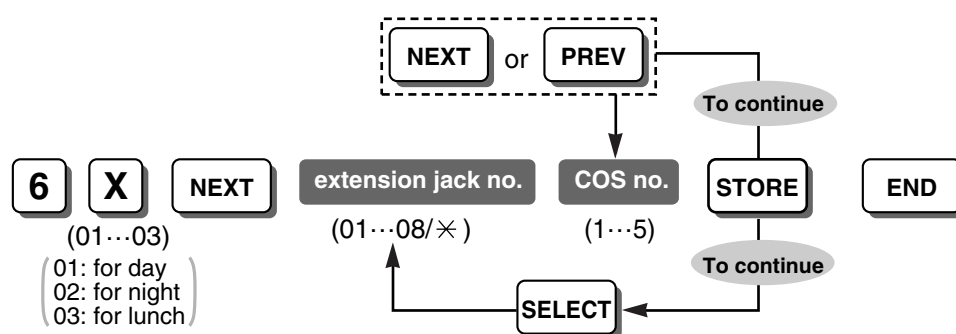 NEXT or PREV
To continue
6 X NEXT extension jack no. COS no. STORE END
(01···03) (01···08/✳) (1···5)
01: for day
02: for night
03: for lunch
To continue
SELECT